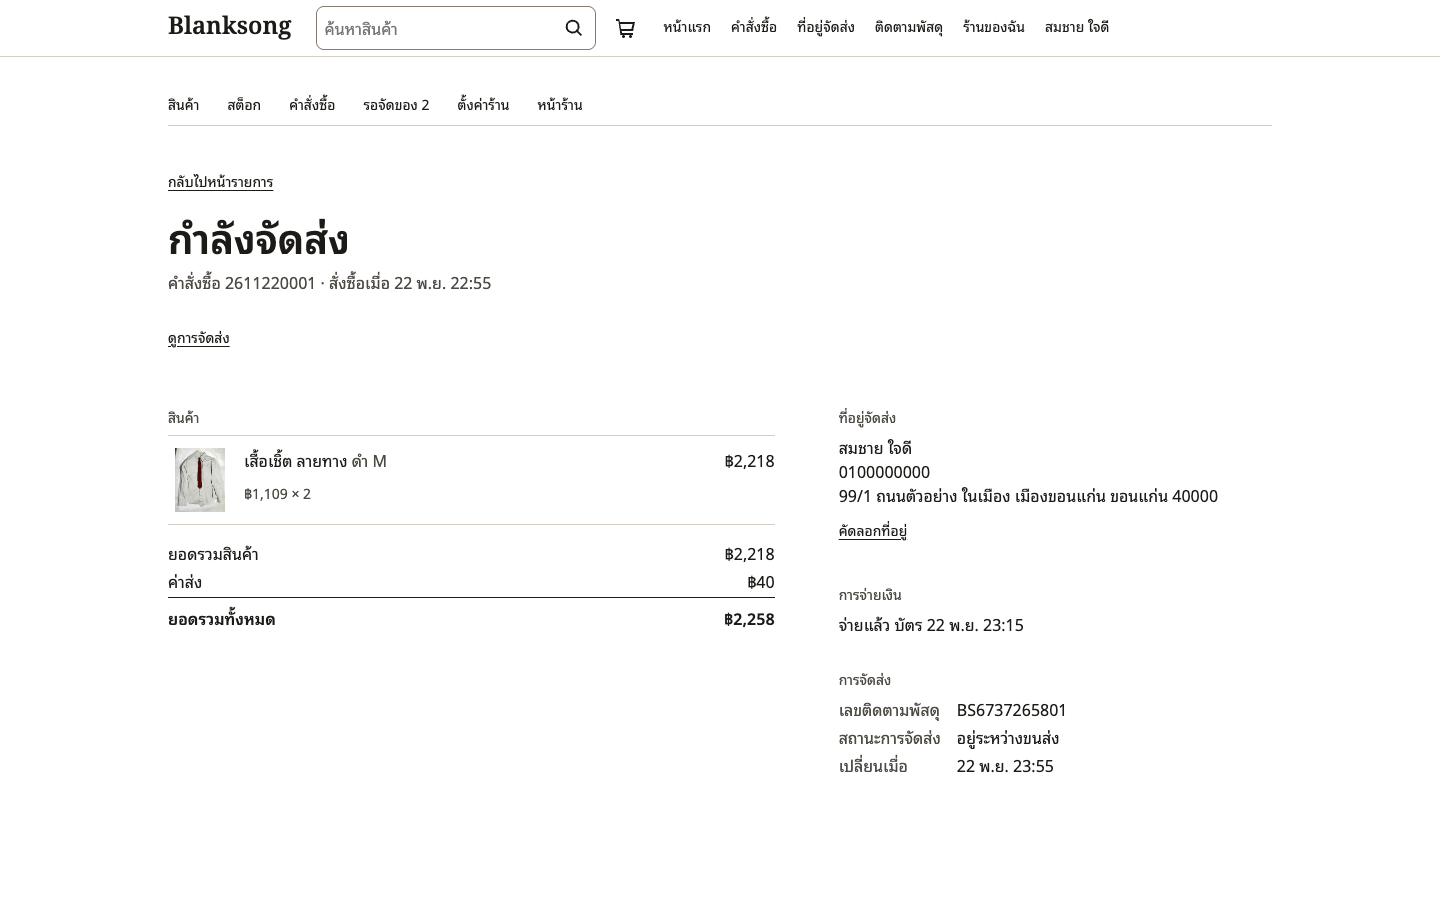 Blanksong
ค้นหาสินค้า
หน้าแรก
คำสั่งซื้อ
ที่อยู่จัดส่ง
ติดตามพัสดุ
ร้านของฉัน
สมชาย ใจดี
สินค้า
สต็อก
คำสั่งซื้อ
รอจัดของ 2
ตั้งค่าร้าน
หน้าร้าน
กลับไปหน้ารายการ
กำลังจัดส่ง
คำสั่งซื้อ 2611220001 · สั่งซื้อเมื่อ 22 พ.ย. 22:55
ดูการจัดส่ง
สินค้า
เสื้อเชิ้ต ลายทาง ดำ M
฿2,218
฿1,109 × 2
ยอดรวมสินค้า ฿2,218
ค่าส่ง ฿40
ยอดรวมทั้งหมด ฿2,258
ที่อยู่จัดส่ง
สมชาย ใจดี
0100000000
99/1 ถนนตัวอย่าง ในเมือง เมืองขอนแก่น ขอนแก่น 40000
คัดลอกที่อยู่
การจ่ายเงิน
จ่ายแล้ว บัตร 22 พ.ย. 23:15
การจัดส่ง
เลขติดตามพัสดุ BS6737265801
สถานะการจัดส่ง อยู่ระหว่างขนส่ง
เปลี่ยนเมื่อ 22 พ.ย. 23:55